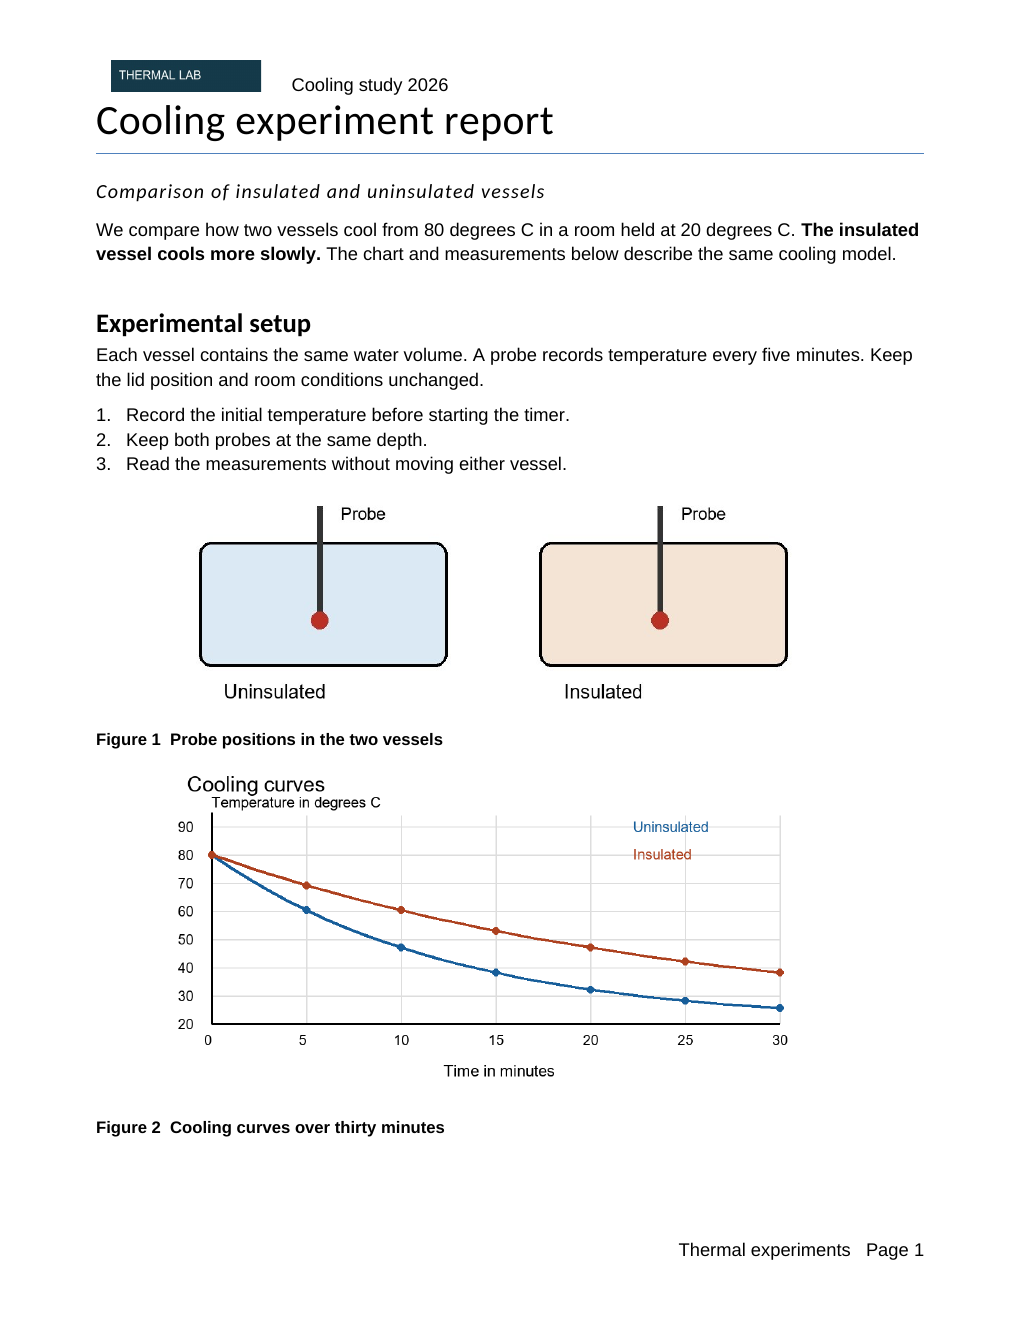 THERMAL LAB
Cooling study 2026
Cooling experiment report
Comparison of insulated and uninsulated vessels
We compare how two vessels cool from 80 degrees C in a room held at 20 degrees C. The insulated
vessel cools more slowly. The chart and measurements below describe the same cooling model.
Experimental setup
Each vessel contains the same water volume. A probe records temperature every five minutes. Keep
the lid position and room conditions unchanged.
1. Record the initial temperature before starting the timer.
2. Keep both probes at the same depth.
3. Read the measurements without moving either vessel.
Probe
Probe
Uninsulated
Insulated
Figure 1 Probe positions in the two vessels
Cooling curves
Temperature in degrees C
90
Uninsulated
80
Insulated
70
60
50
40
30
20
0 5 10 15 20 25 30
Time in minutes
Figure 2 Cooling curves over thirty minutes
Thermal experiments Page 1